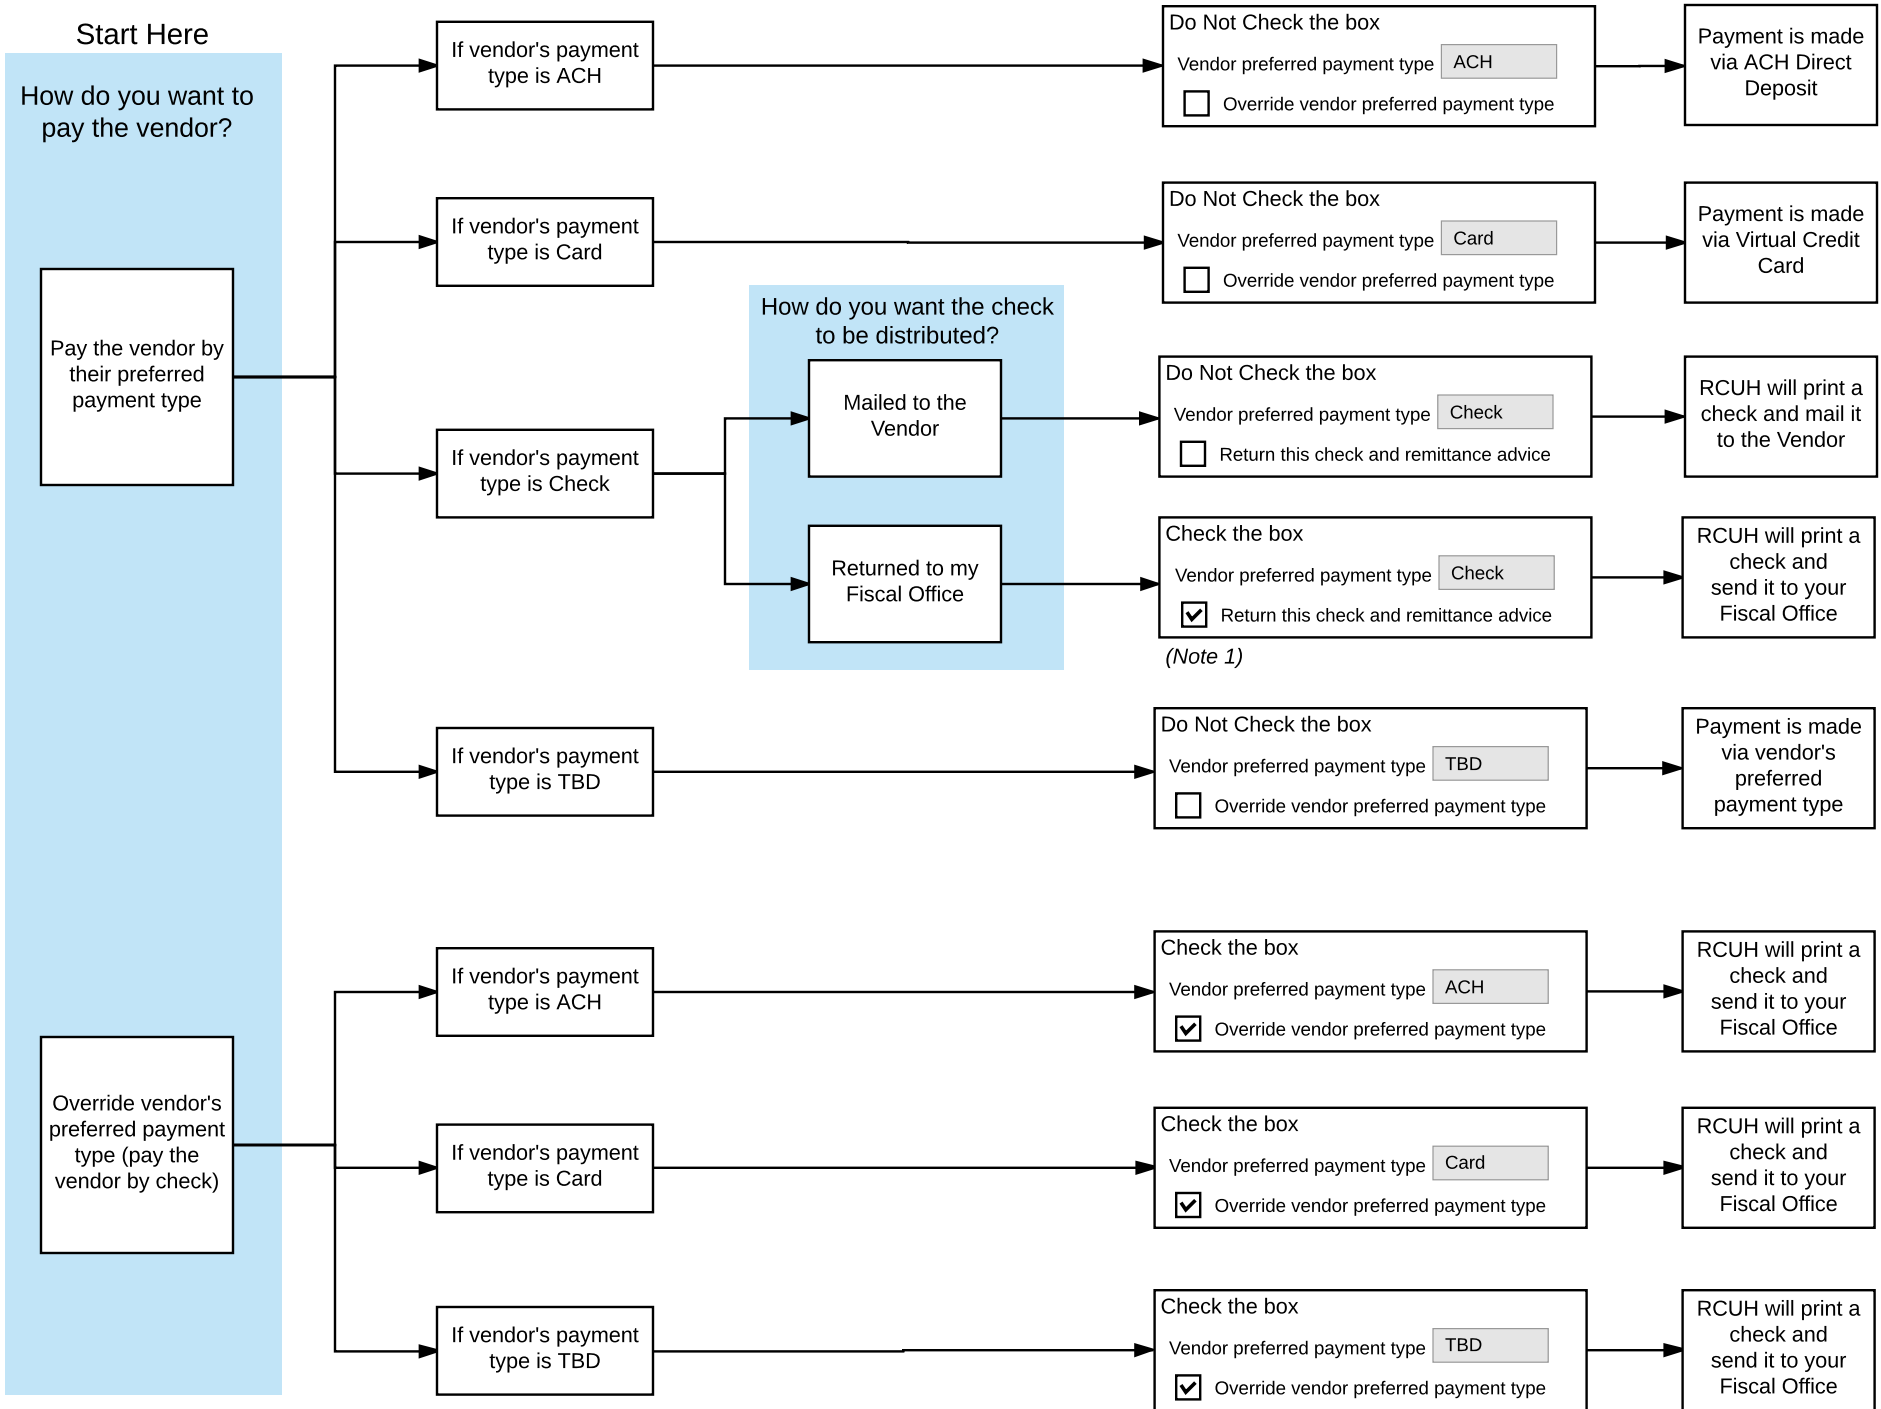 Start Here
How do you want to
pay the vendor?
Pay the vendor by
their preferred
payment type
If vendor's payment
type is ACH
Do Not Check the box
Vendor preferred payment type ACH
Override vendor preferred payment type
Payment is made
via ACH Direct
Deposit
If vendor's payment
type is Card
Do Not Check the box
Vendor preferred payment type Card
Override vendor preferred payment type
Payment is made
via Virtual Credit
Card
If vendor's payment
type is Check
How do you want the check
to be distributed?
Mailed to the
Vendor
Do Not Check the box
Vendor preferred payment type Check
Return this check and remittance advice
RCUH will print a
check and mail it
to the Vendor
Returned to my
Fiscal Office
Check the box
Vendor preferred payment type Check
Return this check and remittance advice
(Note 1)
RCUH will print a
check and
send it to your
Fiscal Office
If vendor's payment
type is TBD
Do Not Check the box
Vendor preferred payment type TBD
Override vendor preferred payment type
Payment is made
via vendor's
preferred
payment type
Override vendor's
preferred payment
type (pay the
vendor by check)
If vendor's payment
type is ACH
Check the box
Vendor preferred payment type ACH
Override vendor preferred payment type
RCUH will print a
check and
send it to your
Fiscal Office
If vendor's payment
type is Card
Check the box
Vendor preferred payment type Card
Override vendor preferred payment type
RCUH will print a
check and
send it to your
Fiscal Office
If vendor's payment
type is TBD
Check the box
Vendor preferred payment type TBD
Override vendor preferred payment type
RCUH will print a
check and
send it to your
Fiscal Office